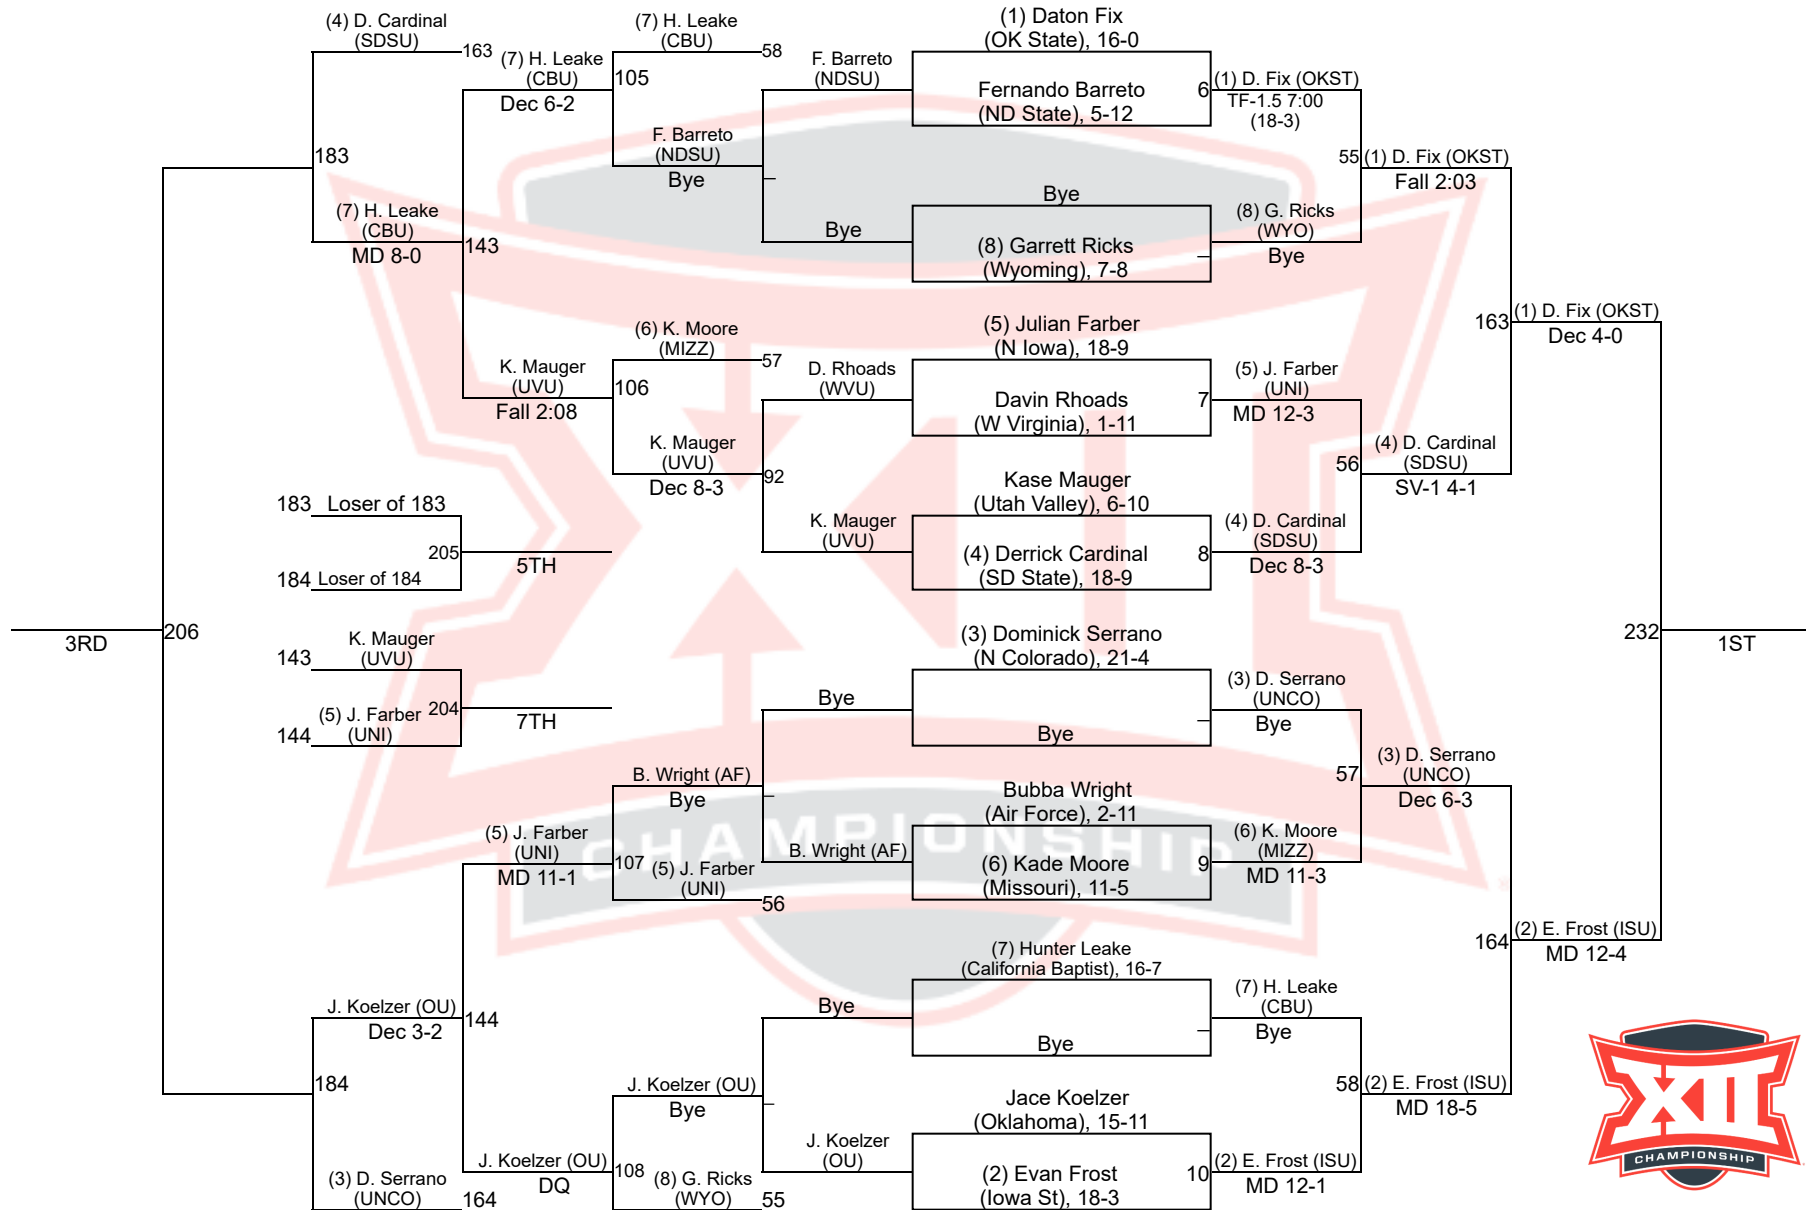 (4) D. Cardinal
(SDSU)
163
183
(7) H. Leake
(CBU)
MD 8-0
143
(7) H. Leake
(CBU)
Dec 6-2
105
(7) H. Leake
(CBU)
58
F. Barreto
(NDSU)
Bye
–
F. Barreto
(NDSU)
Bye
(1) Daton Fix
(OK State), 16-0
Fernando Barreto
(ND State), 5-12
6
(1) D. Fix (OKST)
TF-1.5 7:00
(18-3)
Bye
(8) Garrett Ricks
(Wyoming), 7-8
–
(8) G. Ricks
(WYO)
Bye
55
(1) D. Fix (OKST)
Fall 2:03
K. Mauger
(UVU)
Fall 2:08
106
(6) K. Moore
(MIZZ)
57
K. Mauger
(UVU)
Dec 8-3
92
D. Rhoads
(WVU)
K. Mauger
(UVU)
(5) Julian Farber
(N Iowa), 18-9
Davin Rhoads
(W Virginia), 1-11
7
(5) J. Farber
(UNI)
MD 12-3
Kase Mauger
(Utah Valley), 6-10
(4) Derrick Cardinal
(SD State), 18-9
8
(4) D. Cardinal
(SDSU)
Dec 8-3
56
(4) D. Cardinal
(SDSU)
SV-1 4-1
163
(1) D. Fix (OKST)
Dec 4-0
183 Loser of 183
184 Loser of 184
205
5TH
3RD
206
143
K. Mauger
(UVU)
144
(5) J. Farber
(UNI)
204
7TH
232
1ST
(3) Dominick Serrano
(N Colorado), 21-4
Bye
Bye
–
(3) D. Serrano
(UNCO)
Bye
B. Wright (AF)
Bye
–
B. Wright (AF)
Bubba Wright
(Air Force), 2-11
(6) Kade Moore
(Missouri), 11-5
9
(6) K. Moore
(MIZZ)
MD 11-3
57
(3) D. Serrano
(UNCO)
Dec 6-3
(5) J. Farber
(UNI)
MD 11-1
107
(5) J. Farber
(UNI)
56
CHAMPIONSHIP
164
(2) E. Frost (ISU)
MD 12-4
J. Koelzer (OU)
Dec 3-2
144
184
(3) D. Serrano
(UNCO)
164
J. Koelzer (OU)
DQ
108
J. Koelzer (OU)
Bye
–
(8) G. Ricks
(WYO)
55
Bye
J. Koelzer
(OU)
(7) Hunter Leake
(California Baptist), 16-7
Bye
–
(7) H. Leake
(CBU)
Bye
Jace Koelzer
(Oklahoma), 15-11
(2) Evan Frost
(Iowa St), 18-3
10
(2) E. Frost (ISU)
MD 12-1
58
(2) E. Frost (ISU)
MD 18-5
XII
CHAMPIONSHIP